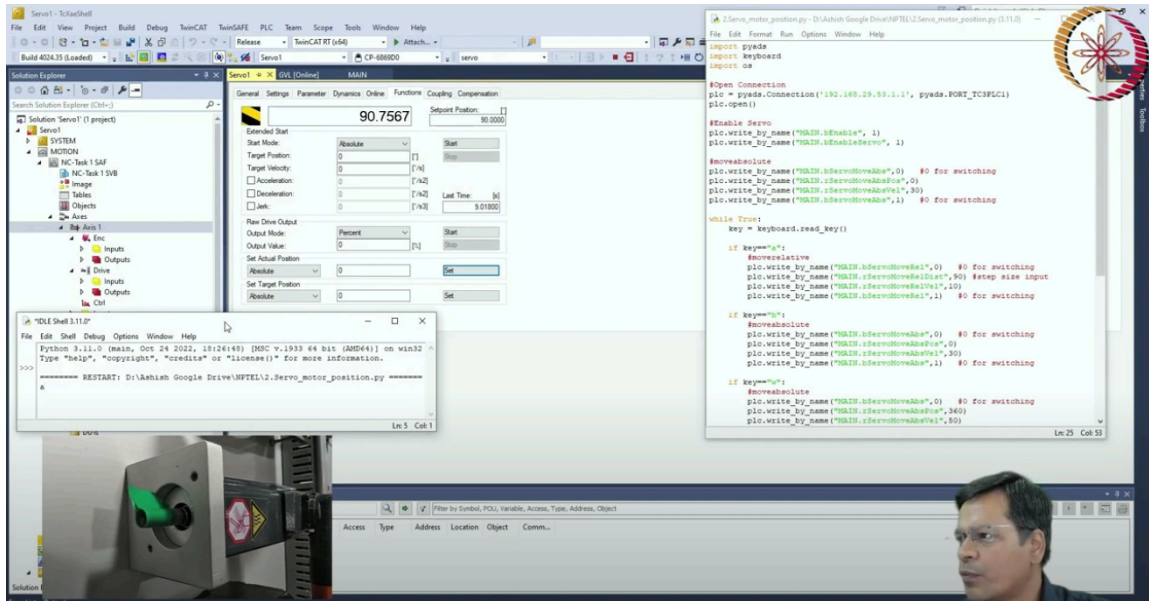 Servo1 - TcXaeShell
File Edit View Project Build Debug TwinCAT TwinSAFE PLC Team Scope Tools Window Help
Release TwinCAT RT (x64) Attach...
Build 4024.35 (Loaded) Servo1 CP-6869D0 servo
Solution Explorer
Search Solution Explorer (Ctrl+;)
Solution 'Servo1' (1 project)
Servo1
SYSTEM
MOTION
NC-Task 1 SAF
NC-Task 1 SVB
Image
Tables
Objects
Axes
Axis 1
Enc
Inputs
Outputs
Drive
Inputs
Outputs
Ctrl
Servo1 GVL [Online] MAIN
General Settings Parameter Dynamics Online Functions Coupling Compensation
90.7567
Setpoint Position: [°]
90.0000
Extended Start
Start Mode: Absolute Start
Target Position: 0 [°] Stop
Target Velocity: 0 [°/s]
Acceleration: 0 [°/s2]
Deceleration: 0 [°/s2] Last Time: [s]
Jerk: 0 [°/s3] 9.01800
Raw Drive Output
Output Mode: Percent Start
Output Value: 0 [%] Stop
Set Actual Position
Absolute 0 Set
Set Target Position
Absolute 0 Set
*IDLE Shell 3.11.0*
File Edit Shell Debug Options Window Help
Python 3.11.0 (main, Oct 24 2022, 18:26:48) [MSC v.1933 64 bit (AMD64)] on win32
Type "help", "copyright", "credits" or "license()" for more information.
>>>
======== RESTART: D:\Ashish Google Drive\NPTEL\2.Servo_motor_position.py =======
a
Ln: 5 Col: 1
2.Servo_motor_position.py - D:\Ashish Google Drive\NPTEL\2.Servo_motor_position.py (3.11.0)
File Edit Format Run Options Window Help
import pyads
import keyboard
import os
#Open Connection
plc = pyads.Connection('192.168.29.53.1.1', pyads.PORT_TC3PLC1)
plc.open()
#Enable Servo
plc.write_by_name("MAIN.bEnable", 1)
plc.write_by_name("MAIN.bEnableServo", 1)
#moveabsolute
plc.write_by_name("MAIN.bServoMoveAbs",0) #0 for switching
plc.write_by_name("MAIN.rServoMoveAbsPos",0)
plc.write_by_name("MAIN.rServoMoveAbsVel",30)
plc.write_by_name("MAIN.bServoMoveAbs",1) #0 for switching
while True:
key = keyboard.read_key()
if key=="a":
#moverelative
plc.write_by_name("MAIN.bServoMoveRel",0) #0 for switching
plc.write_by_name("MAIN.rServoMoveRelDist",90) #step size input
plc.write_by_name("MAIN.rServoMoveRelVel",10)
plc.write_by_name("MAIN.bServoMoveRel",1) #0 for switching
if key=="h":
#moveabsolute
plc.write_by_name("MAIN.bServoMoveAbs",0) #0 for switching
plc.write_by_name("MAIN.rServoMoveAbsPos",0)
plc.write_by_name("MAIN.rServoMoveAbsVel",30)
plc.write_by_name("MAIN.bServoMoveAbs",1) #0 for switching
if key=="w":
#moveabsolute
plc.write_by_name("MAIN.bServoMoveAbs",0) #0 for switching
plc.write_by_name("MAIN.rServoMoveAbsPos",360)
plc.write_by_name("MAIN.rServoMoveAbsVel",50)
Ln: 25 Col: 53
Toolbox
Filter by Symbol, POU, Variable, Access, Type, Address, Object
Access Type Address Location Object Comm...